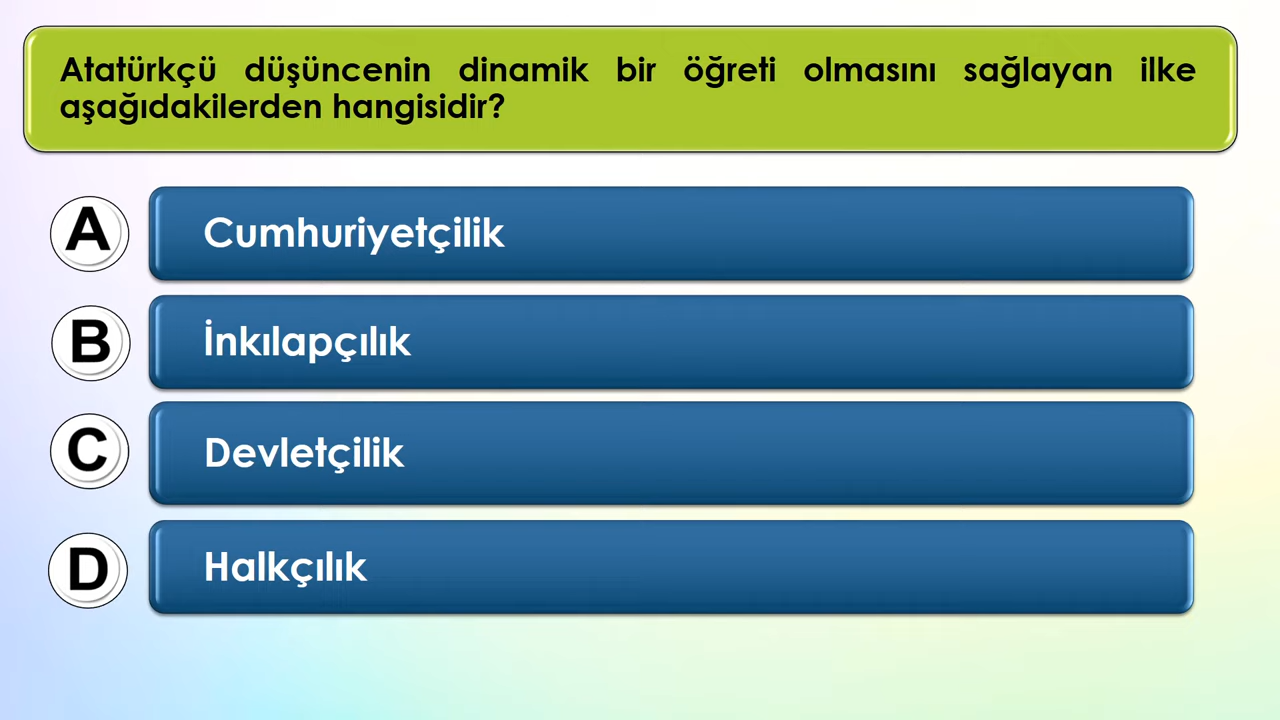 Atatürkçü düşüncenin dinamik bir öğreti olmasını sağlayan ilke
aşağıdakilerden hangisidir?
A Cumhuriyetçilik
B İnkılapçılık
C Devletçilik
D Halkçılık